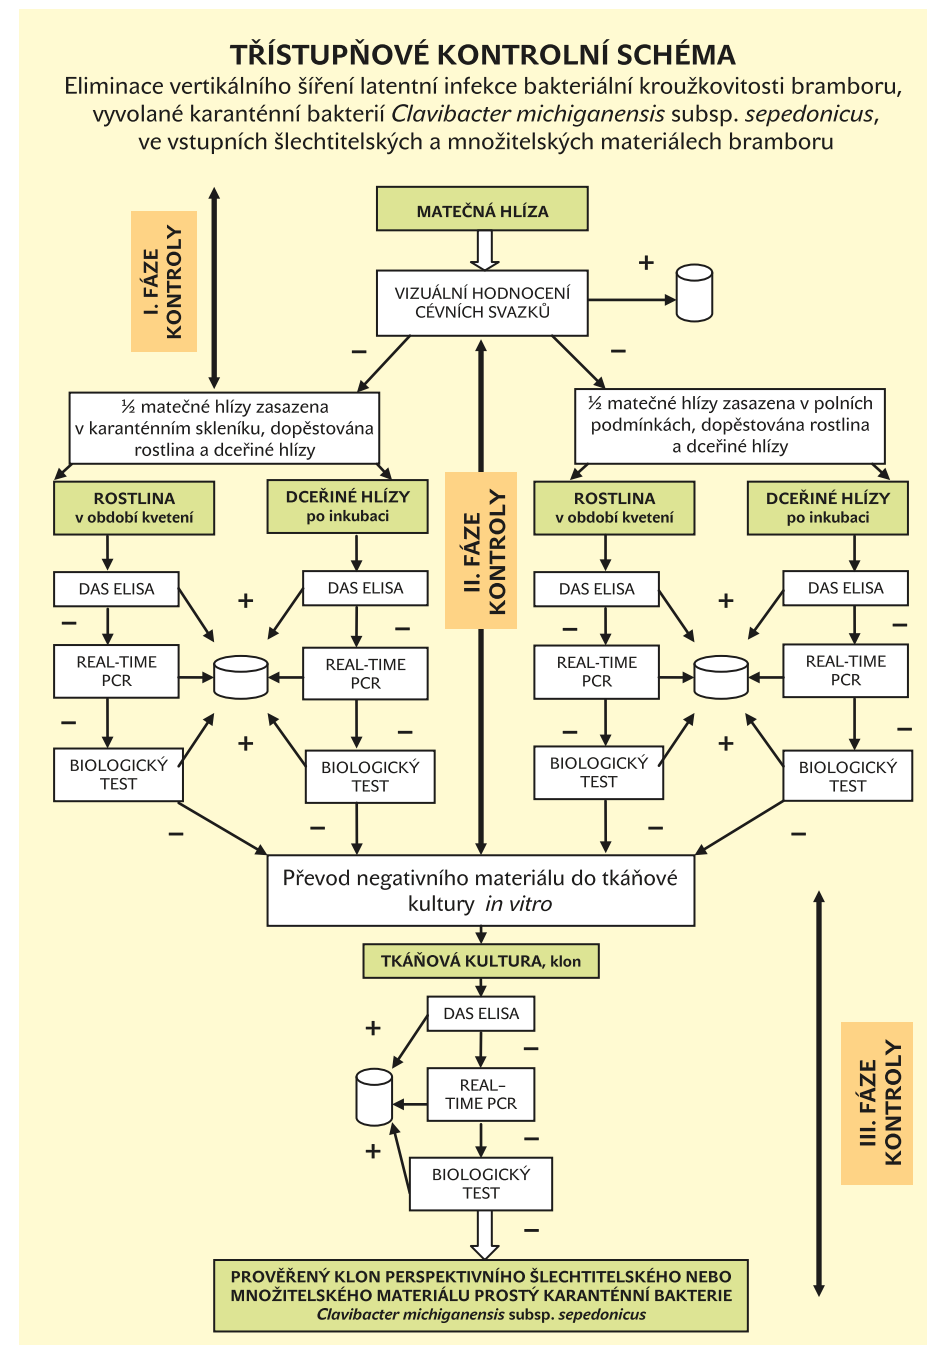 TŘÍSTUPŇOVÉ KONTROLNÍ SCHÉMA
Eliminace vertikálního šíření latentní infekce bakteriální kroužkovitosti bramboru,
vyvolané karanténní bakterií Clavibacter michiganensis subsp. sepedonicus,
ve vstupních šlechtitelských a množitelských materiálech bramboru
I. FÁZE
KONTROLY
MATEČNÁ HLÍZA
VIZUÁLNÍ HODNOCENÍ
CÉVNÍCH SVAZKŮ
+
–
–
½ matečné hlízy zasazena
v karanténním skleníku, dopěstována
rostlina a dceřiné hlízy
½ matečné hlízy zasazena v polních
podmínkách, dopěstována rostlina
a dceřiné hlízy
II. FÁZE
KONTROLY
ROSTLINA
v období kvetení
DCEŘINÉ HLÍZY
po inkubaci
ROSTLINA
v období kvetení
DCEŘINÉ HLÍZY
po inkubaci
DAS ELISA
+
DAS ELISA
DAS ELISA
+
DAS ELISA
–
–
–
–
REAL-TIME
PCR
REAL-TIME
PCR
REAL-TIME
PCR
REAL-TIME
PCR
–
+
–
–
+
–
BIOLOGICKÝ
TEST
BIOLOGICKÝ
TEST
BIOLOGICKÝ
TEST
BIOLOGICKÝ
TEST
–
–
–
–
Převod negativního materiálu do tkáňové
kultury in vitro
TKÁŇOVÁ KULTURA, klon
DAS ELISA
+
–
REAL–
TIME PCR
–
+
BIOLOGICKÝ
TEST
–
III. FÁZE
KONTROLY
PROVĚŘENÝ KLON PERSPEKTIVNÍHO ŠLECHTITELSKÉHO NEBO
MNOŽITELSKÉHO MATERIÁLU PROSTÝ KARANTÉNNÍ BAKTERIE
Clavibacter michiganensis subsp. sepedonicus